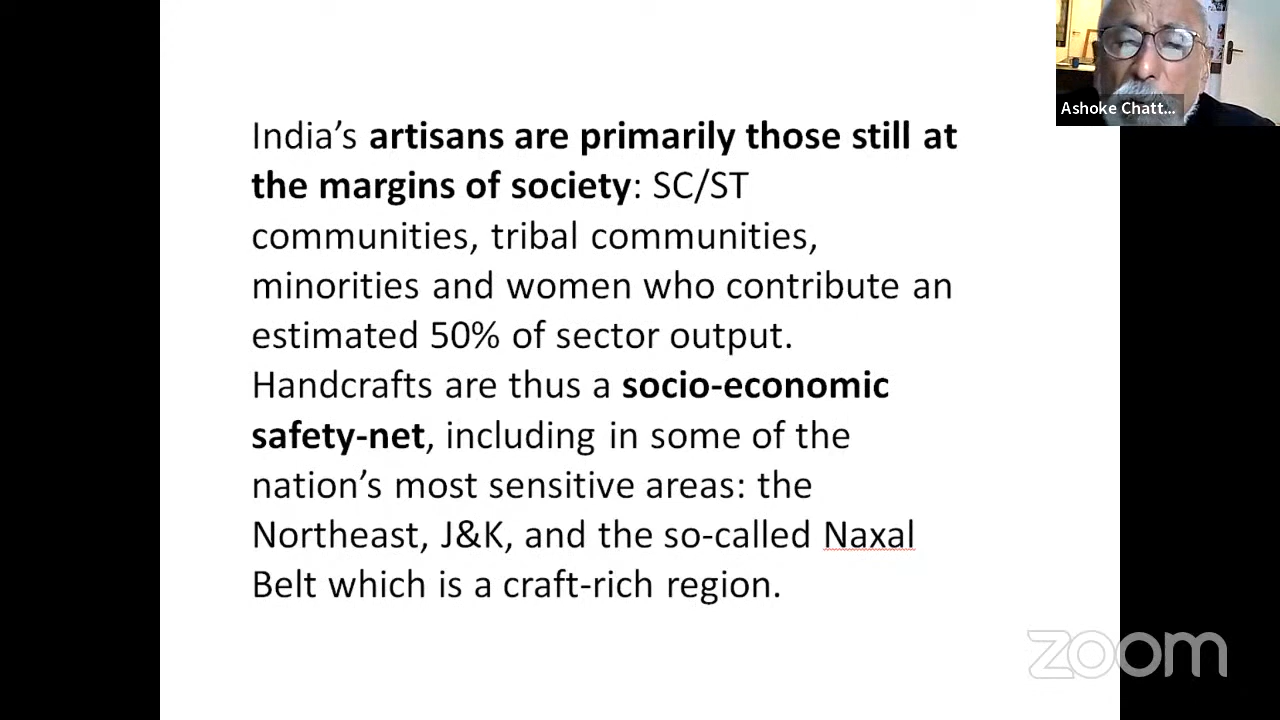 Ashoke Chatt...
India’s artisans are primarily those still at
the margins of society: SC/ST
communities, tribal communities,
minorities and women who contribute an
estimated 50% of sector output.
Handcrafts are thus a socio-economic
safety-net, including in some of the
nation’s most sensitive areas: the
Northeast, J&K, and the so-called Naxal
Belt which is a craft-rich region.
zoom